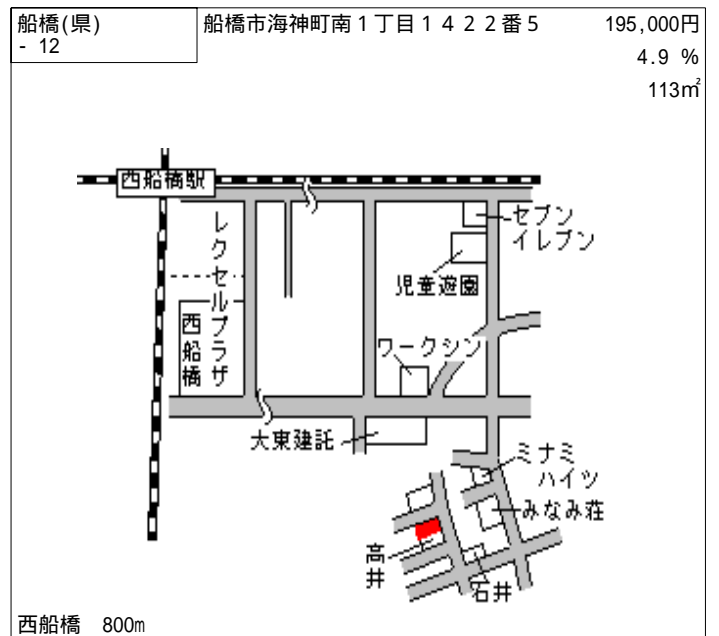 船橋(県)
- 12
船橋市海神町南１丁目１４２２番５
195,000円
4.9 %
113㎡
西船橋駅
セブン
イレブン
レクセルプラザ
西船橋
児童遊園
ワークシン
大東建託
ミナミ
ハイツ
みなみ荘
高井
石井
西船橋　800m